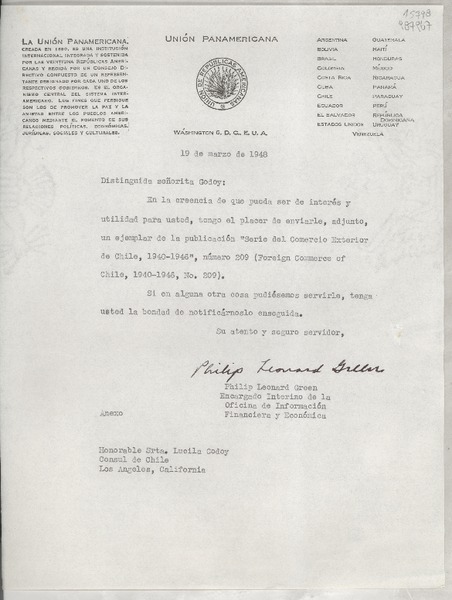 45798
87967
LA UNIÓN PANAMERICANA,
CREADA EN 1890, ES UNA INSTITUCIÓN
INTERNACIONAL INTEGRADA Y SOSTENIDA
POR LAS VEINTIUNA REPÚBLICAS AMERI-
CANAS Y REGIDA POR UN CONSEJO DI-
RECTIVO COMPUESTO DE UN REPRESEN-
TANTE DESIGNADO POR CADA UNO DE LOS
RESPECTIVOS GOBIERNOS. ES EL ORGA-
NISMO CENTRAL DEL SISTEMA INTER-
AMERICANO. LOS FINES QUE PERSIGUE
SON LOS DE PROMOVER LA PAZ Y LA
AMISTAD ENTRE LOS PUEBLOS AMERI-
CANOS MEDIANTE EL FOMENTO DE SUS
RELACIONES POLÍTICAS, ECONÓMICAS,
JURÍDICAS, SOCIALES Y CULTURALES.
UNIÓN PANAMERICANA
UNION DE REPUBLICAS AMERICANAS
WASHINGTON 6, D. C., E. U. A.
ARGENTINA GUATEMALA
BOLIVIA HAITÍ
BRASIL HONDURAS
COLOMBIA MÉXICO
COSTA RICA NICARAGUA
CUBA PANAMÁ
CHILE PARAGUAY
ECUADOR PERÚ
EL SALVADOR REPÚBLICA DOMINICANA
ESTADOS UNIDOS URUGUAY
VENEZUELA
19 de marzo de 1948
Distinguida señorita Godoy:
En la creencia de que pueda ser de interés y
utilidad para usted, tengo el placer de enviarle, adjunto,
un ejemplar de la publicación "Serie del Comercio Exterior
de Chile, 1940-1946", número 209 (Foreign Commerce of
Chile, 1940-1946, No. 209).
Si en alguna otra cosa pudiésemos servirle, tenga
usted la bondad de notificárnoslo enseguida.
Su atento y seguro servidor,
Philip Leonard Green
Philip Leonard Green
Encargado Interino de la
Oficina de Información
Financiera y Económica
Anexo
Honorable Srta. Lucila Godoy
Consul de Chile
Los Angeles, California